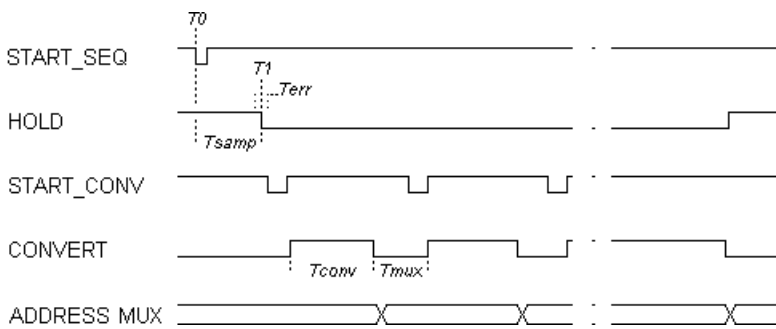 T0
START_SEQ
T1
Terr
HOLD
Tsamp
START_CONV
CONVERT
Tconv Tmux
ADDRESS MUX